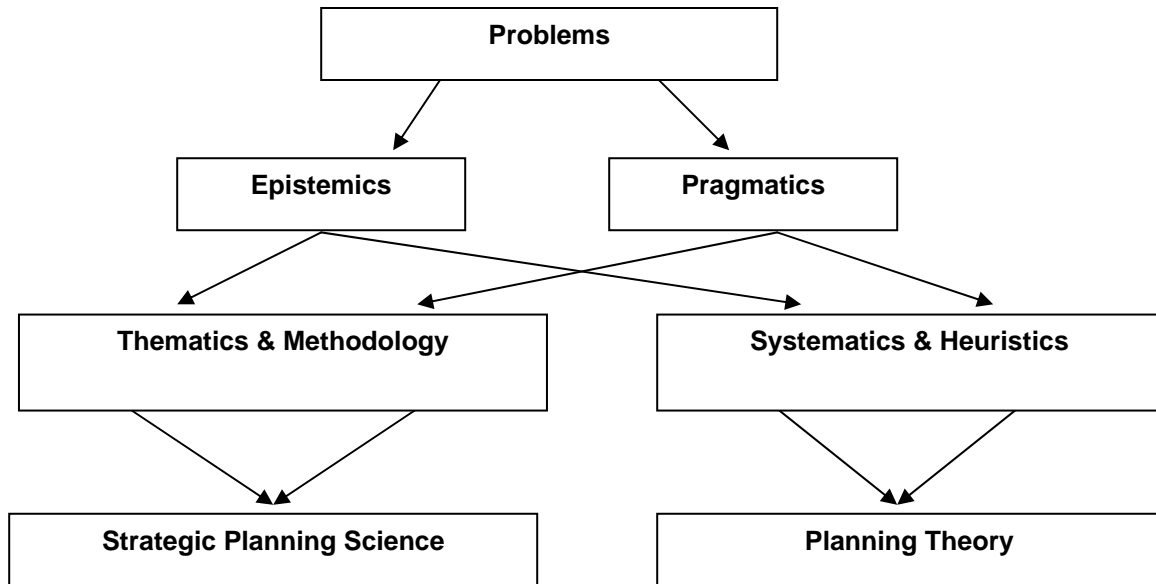 Problems
Epistemics
Pragmatics
Thematics & Methodology
Systematics & Heuristics
Strategic Planning Science
Planning Theory